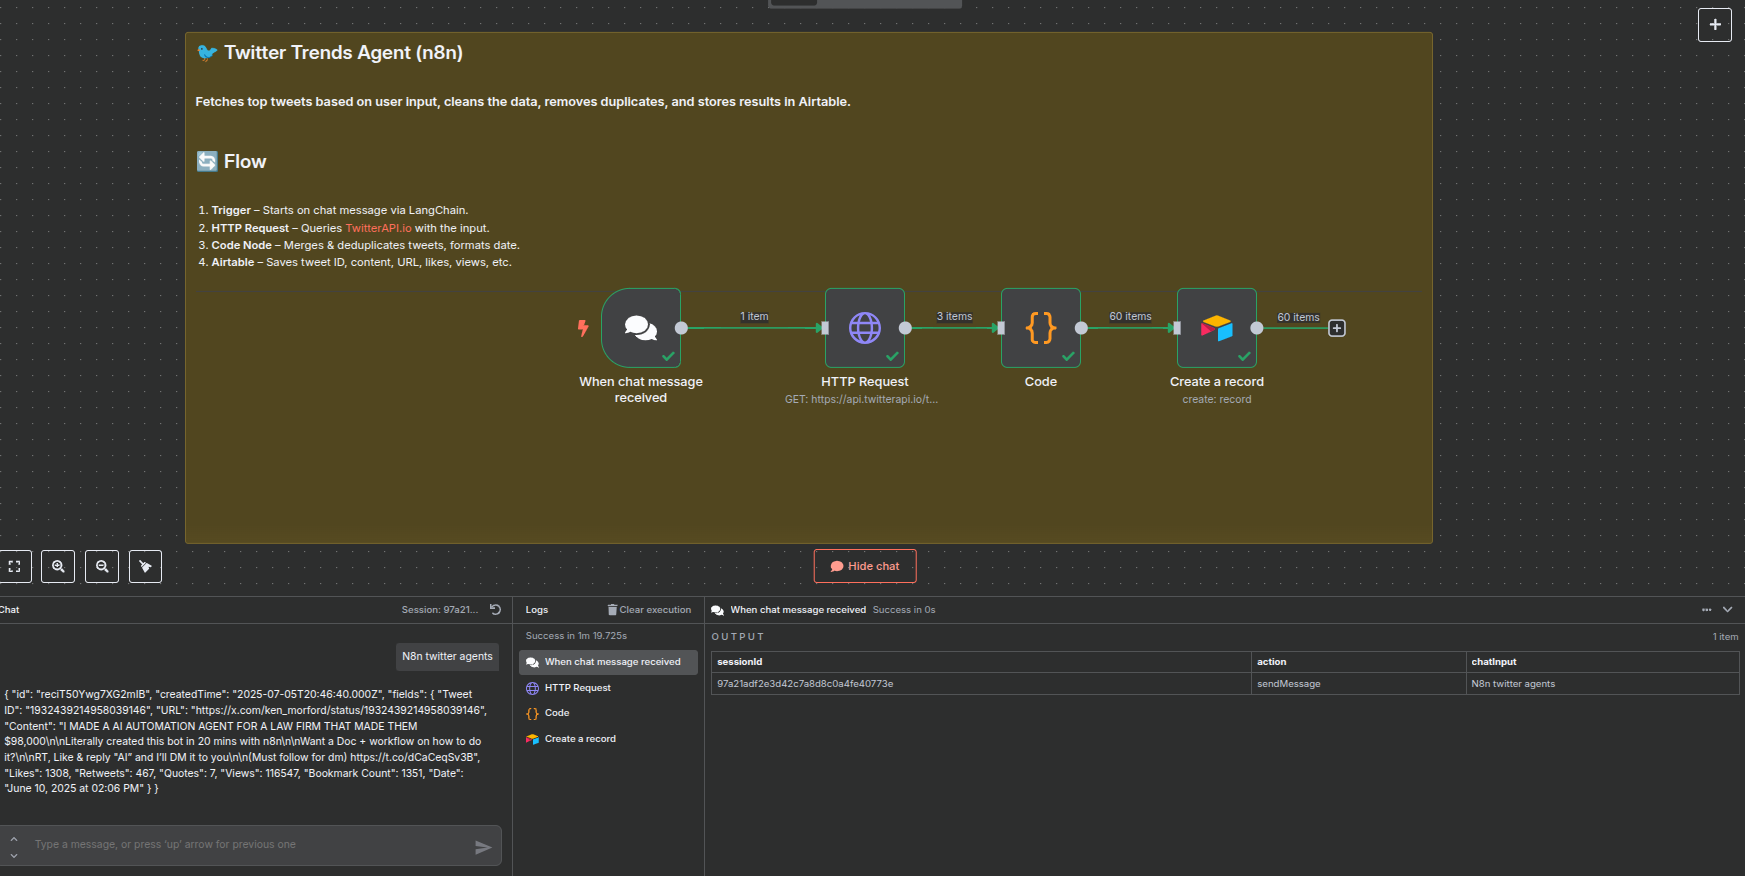 🐦 Twitter Trends Agent (n8n)
Fetches top tweets based on user input, cleans the data, removes duplicates, and stores results in Airtable.
🔄 Flow
1. Trigger – Starts on chat message via LangChain.
2. HTTP Request – Queries TwitterAPI.io with the input.
3. Code Node – Merges & deduplicates tweets, formats date.
4. Airtable – Saves tweet ID, content, URL, likes, views, etc.
1 item
3 items
60 items
60 items
When chat message
received
HTTP Request
GET: https://api.twitterapi.io/t...
Code
Create a record
create: record
Hide chat
Chat
Session: 97a21...
N8n twitter agents
{ "id": "reciT50Ywg7XG2mIB", "createdTime": "2025-07-05T20:46:40.000Z", "fields": { "Tweet
ID": "1932439214958039146", "URL": "https://x.com/ken_morford/status/1932439214958039146",
"Content": "I MADE A AI AUTOMATION AGENT FOR A LAW FIRM THAT MADE THEM
$98,000\n\nLiterally created this bot in 20 mins with n8n\n\nWant a Doc + workflow on how to do
it?\n\nRT, Like & reply “AI” and I’ll DM it to you\n\n(Must follow for dm) https://t.co/dCaCeqSv3B",
"Likes": 1308, "Retweets": 467, "Quotes": 7, "Views": 116547, "Bookmark Count": 1351, "Date":
"June 10, 2025 at 02:06 PM" } }
Type a message, or press 'up' arrow for previous one
Logs
Clear execution
Success in 1m 19.725s
When chat message received
HTTP Request
Code
Create a record
When chat message received Success in 0s
OUTPUT
1 item
sessionId action chatInput
97a21adf2e3d42c7a8d8c0a4fe40773e sendMessage N8n twitter agents